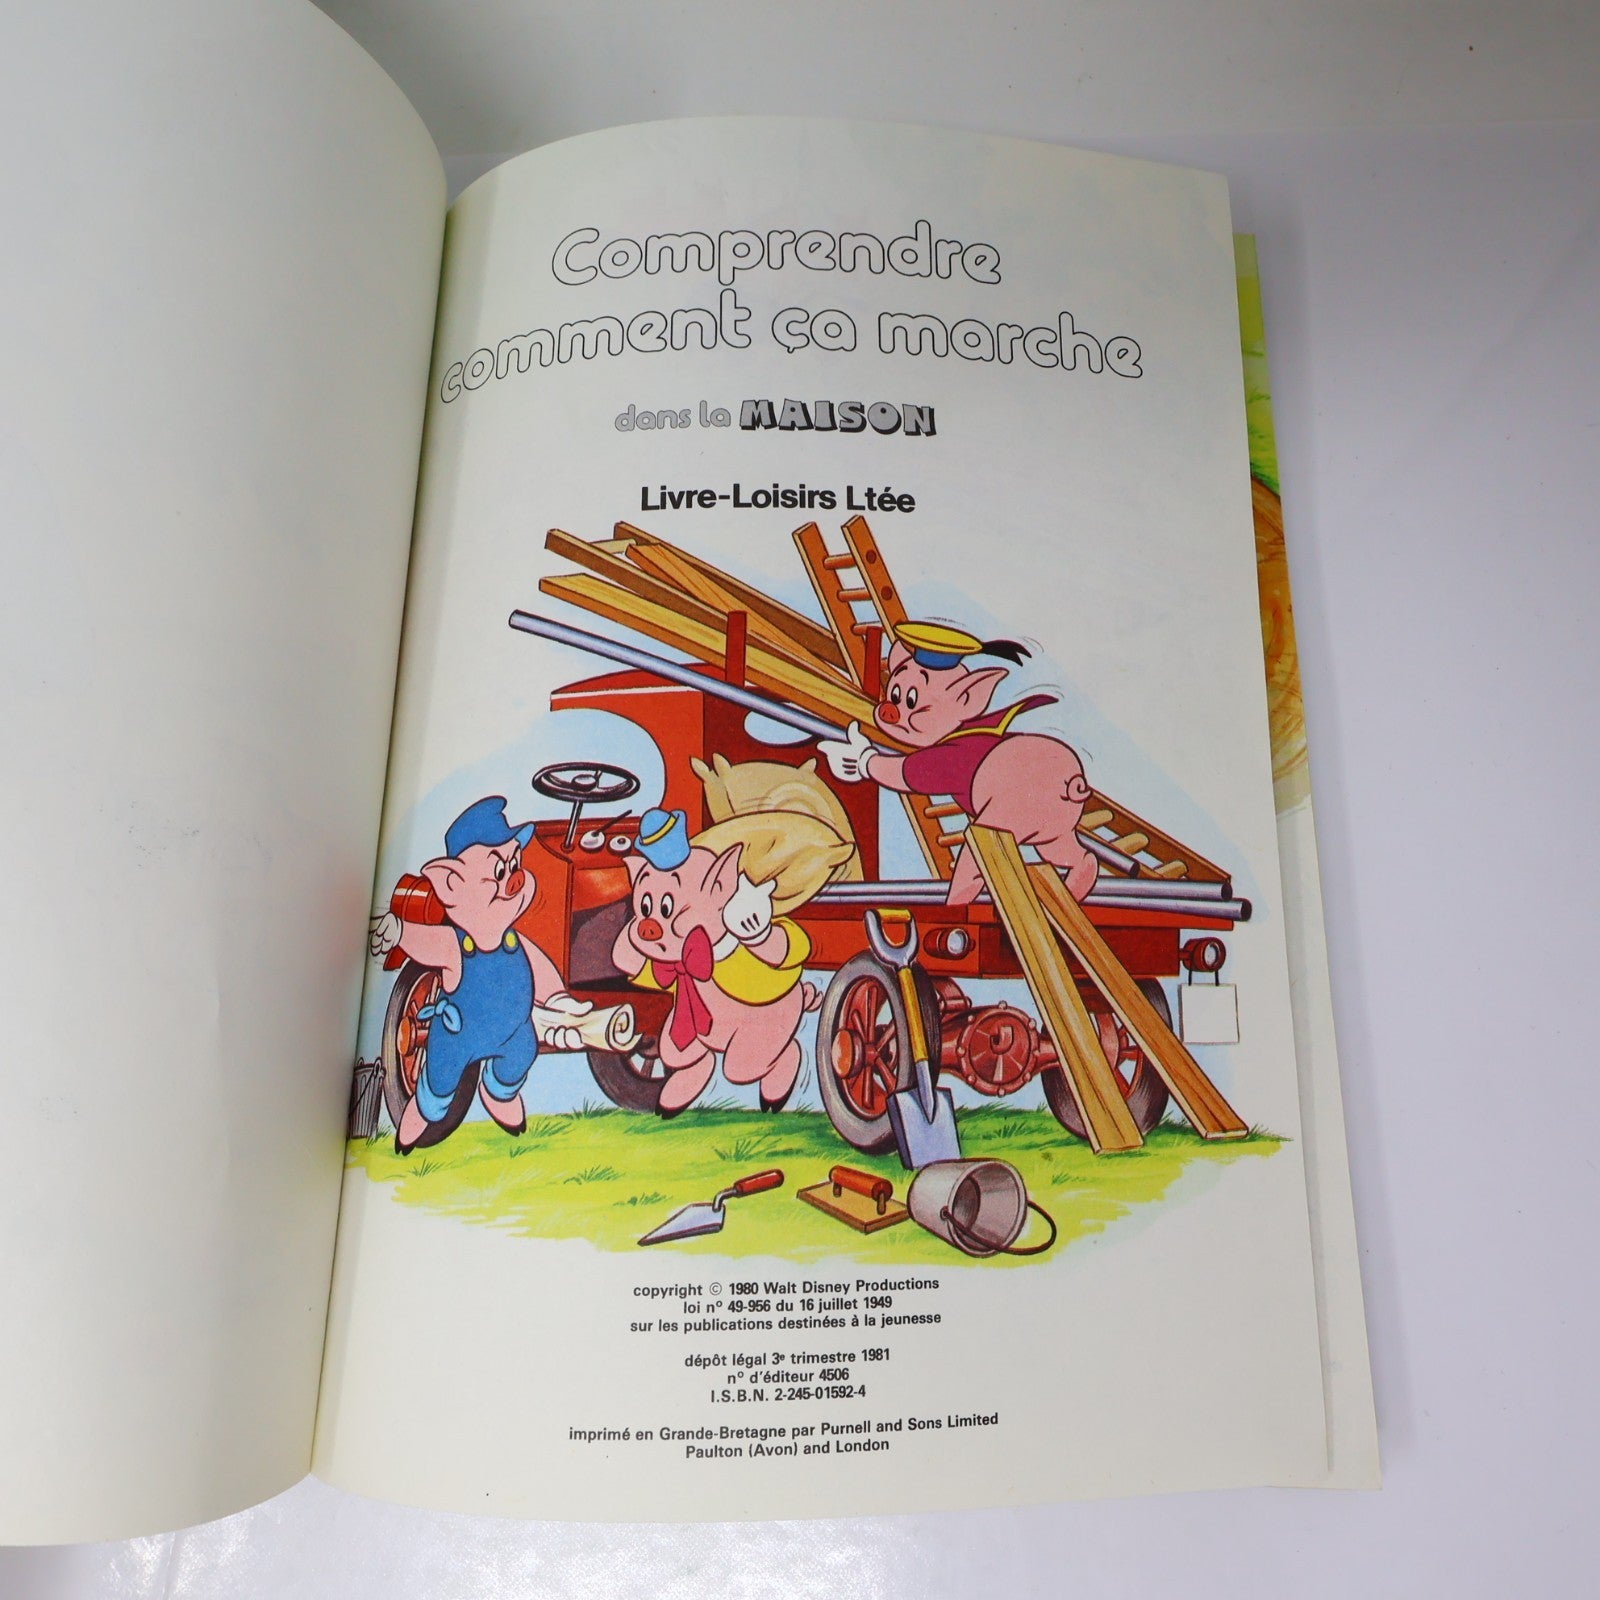 Comprendre
comment ça marche
dans la MAISON
Livre-Loisirs Ltée
J
copyright © 1980 Walt Disney Productions
loi nº 49-956 du 16 juillet 1949
sur les publications destinées à la jeunesse
dépôt légal 3e trimestre 1981
nº d'éditeur 4506
I.S.B.N. 2-245-01592-4
imprimé en Grande-Bretagne par Purnell and Sons Limited
Paulton (Avon) and London